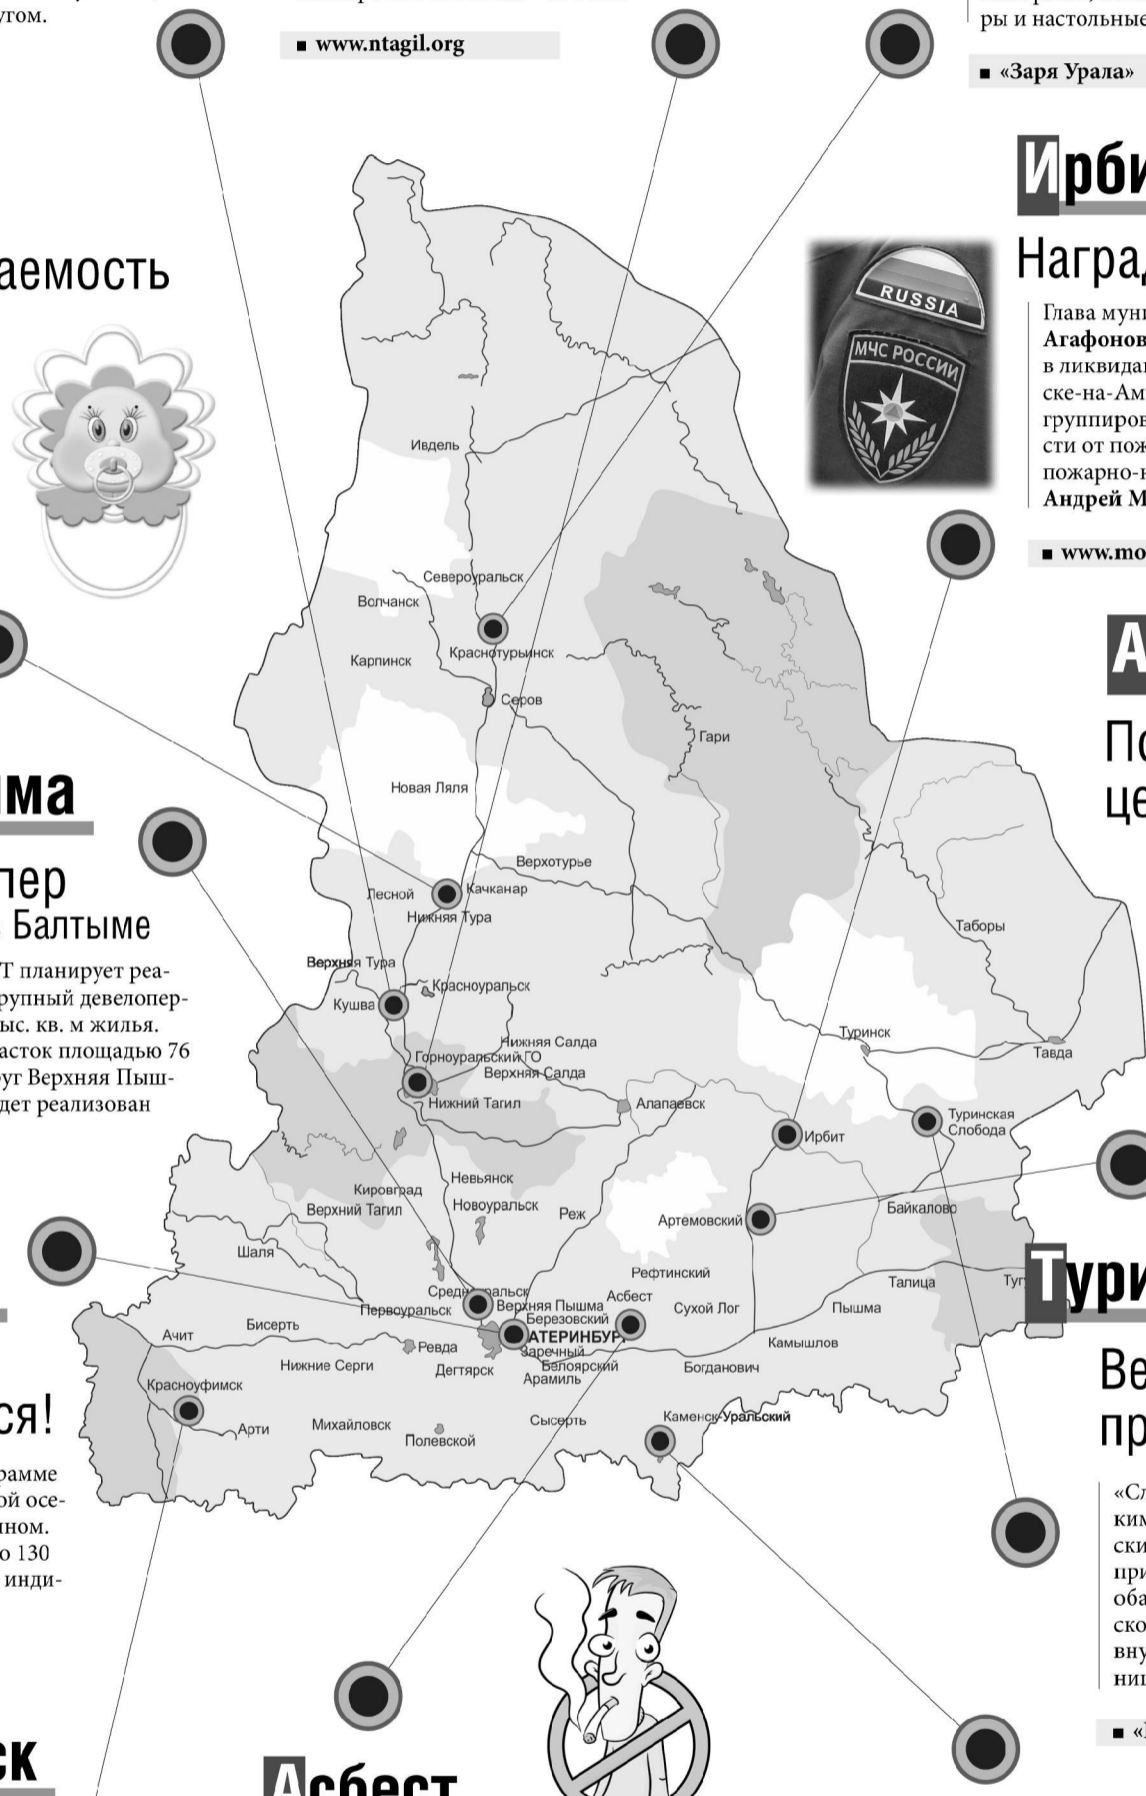 угом.
■ www.ntagil.org
ры и настольные
■ «Заря Урала»
Ирби
Награ
Глава муни
Агафонов
в ликвида
ске-на-Ам
группиров
сти от пож
пожарно-
Андрей М
■ www.mo
RUSSIA
МЧС РОССИИ
аемость
Ивдель
Североуральск
Волчанск
Краснотурьинск
Карпинск
Серов
Гари
Новая Ляля
Верхотурье
Лесной
Качканар
Нижняя Тура
Таборы
Верхняя Тура
Красноуральск
Кушва
Туринск
Тавда
Нижняя Салда
Горноуральский ГО
Верхняя Салда
Нижний Тагил
Алапаевск
Туринская
Слобода
Ирбит
Невьянск
Кировград
Верхний Тагил
Новоуральск
Реж
Артемовский
Байкалово
Шаля
Рефтинский
Талица
Туг
Среднеуральск
Асбест
Первоуральск
Верхняя Пышма
Сухой Лог
Пышма
Березовский
Бисерть
Ачит
АТЕРИНБУР
Заречный
Камышлов
Ревда
Нижние Серги
Дегтярск
Белоярский
Богданович
Арамиль
Красноуфимск
Арти
Михайловск
Полевской
Сысерть
Каменск-Уральский
ма
пер
Балтыме
Т планирует реа-
рупный девелопер-
ыс. кв. м жилья.
асток площадью 76
руг Верхняя Пыш-
дет реализован
ся!
рамме
ой осе-
ном.
о 130
инди-
ск
Асбест
А
По
це
Тури
Ве
пр
«Сл
ким
ски
при
оба
ско
вну
ни
■ «